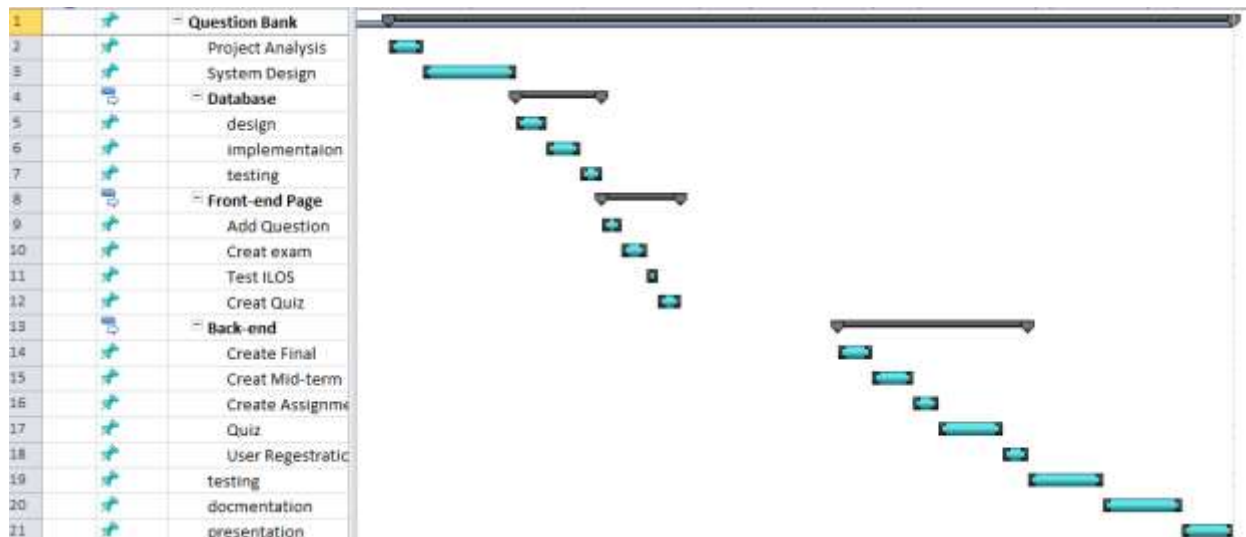 1 Question Bank
2 Project Analysis
3 System Design
4 Database
5 design
6 implementaion
7 testing
8 Front-end Page
9 Add Question
10 Creat exam
11 Test ILOS
12 Creat Quiz
13 Back-end
14 Create Final
15 Creat Mid-term
16 Create Assignme
17 Quiz
18 User Regestratic
19 testing
20 docmentation
21 presentation